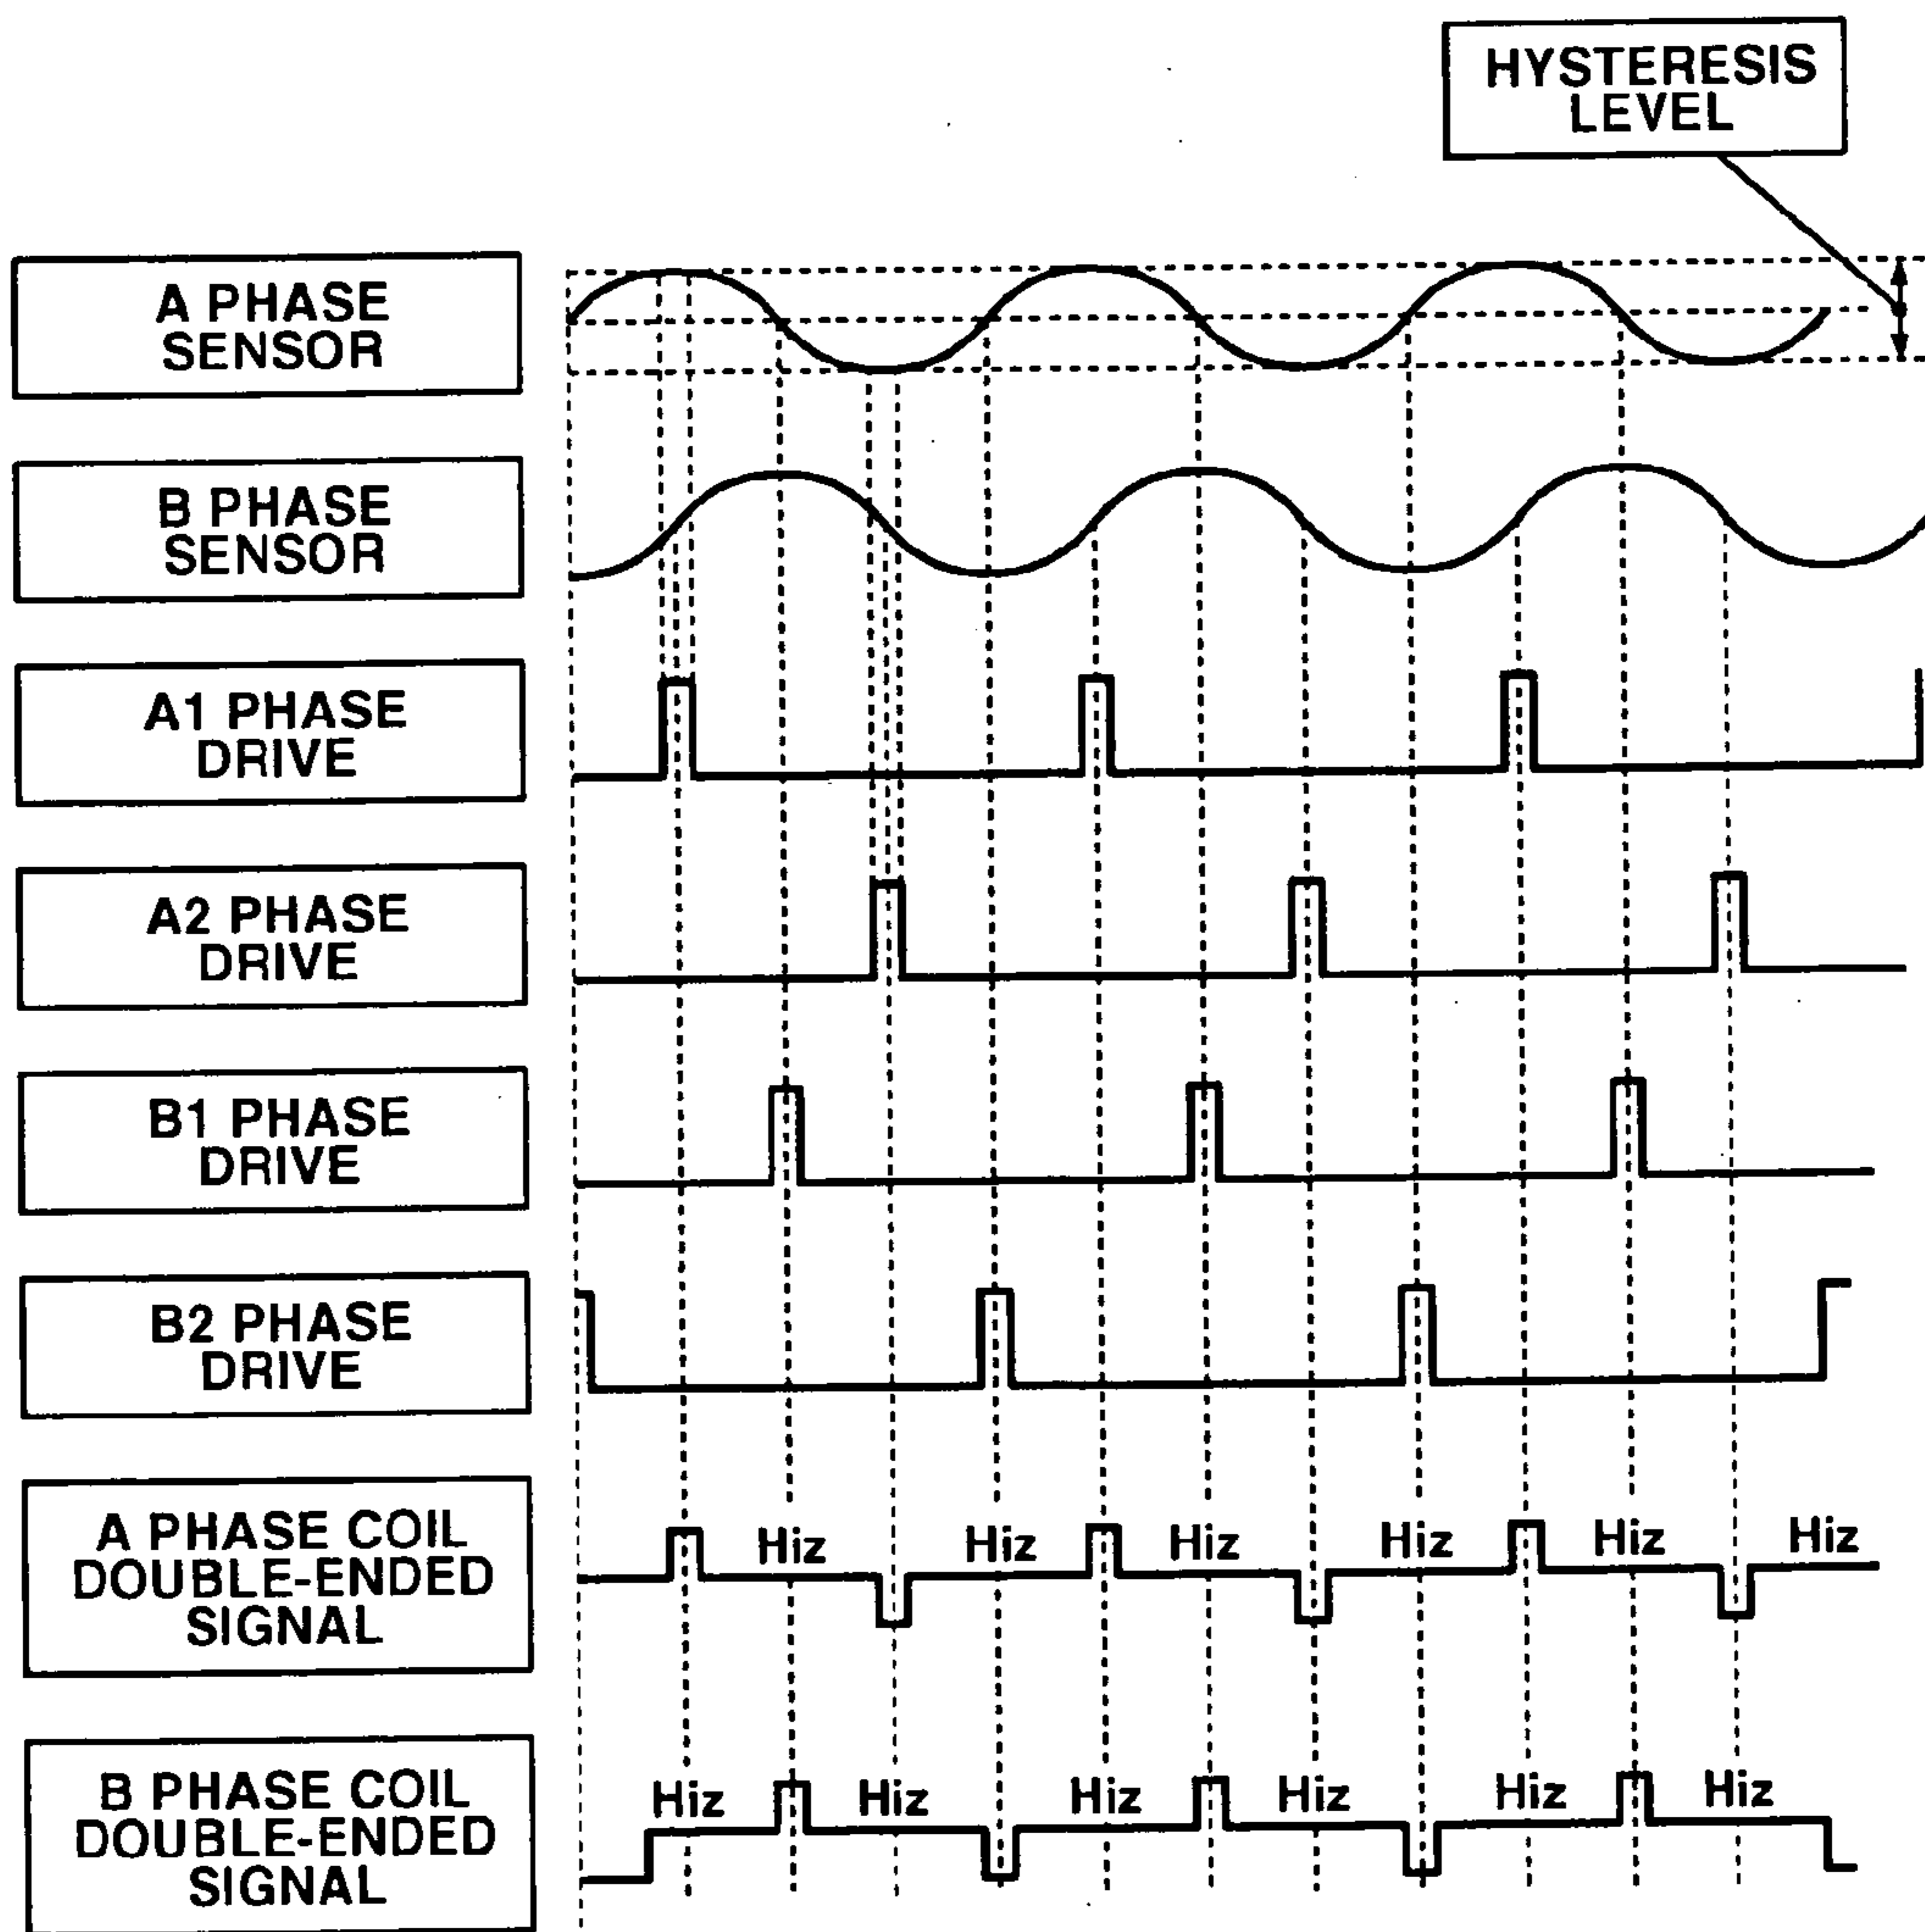 HYSTERESIS
LEVEL
A PHASE
SENSOR
B PHASE
SENSOR
A1 PHASE
DRIVE
A2 PHASE
DRIVE
B1 PHASE
DRIVE
B2 PHASE
DRIVE
A PHASE COIL
DOUBLE-ENDED
SIGNAL
Hiz Hiz Hiz Hiz Hiz Hiz
B PHASE COIL
DOUBLE-ENDED
SIGNAL
Hiz Hiz Hiz Hiz Hiz Hiz